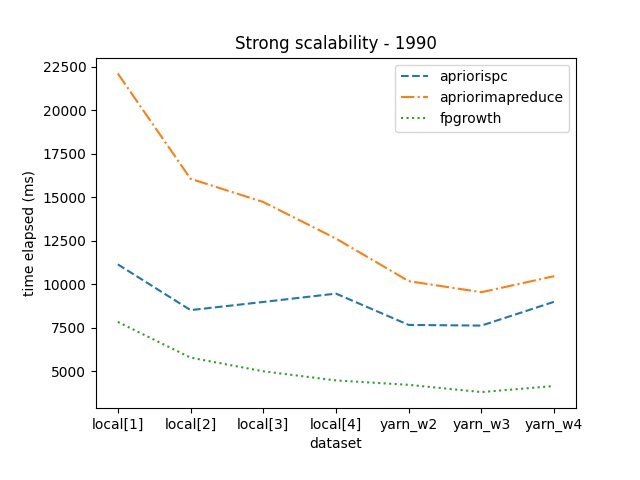 Strong scalability - 1990
apriorispc
apriorimapreduce
fpgrowth
time elapsed (ms)
22500
20000
17500
15000
12500
10000
7500
5000
local[1] local[2] local[3] local[4] yarn_w2 yarn_w3 yarn_w4
dataset